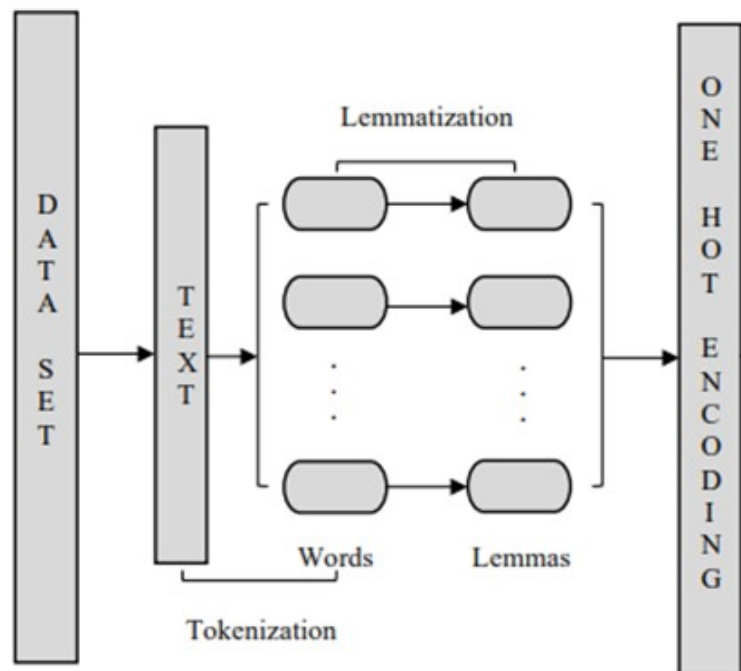 DATA SET
TEXT
Lemmatization
Words
Lemmas
Tokenization
ONE HOT ENCODING